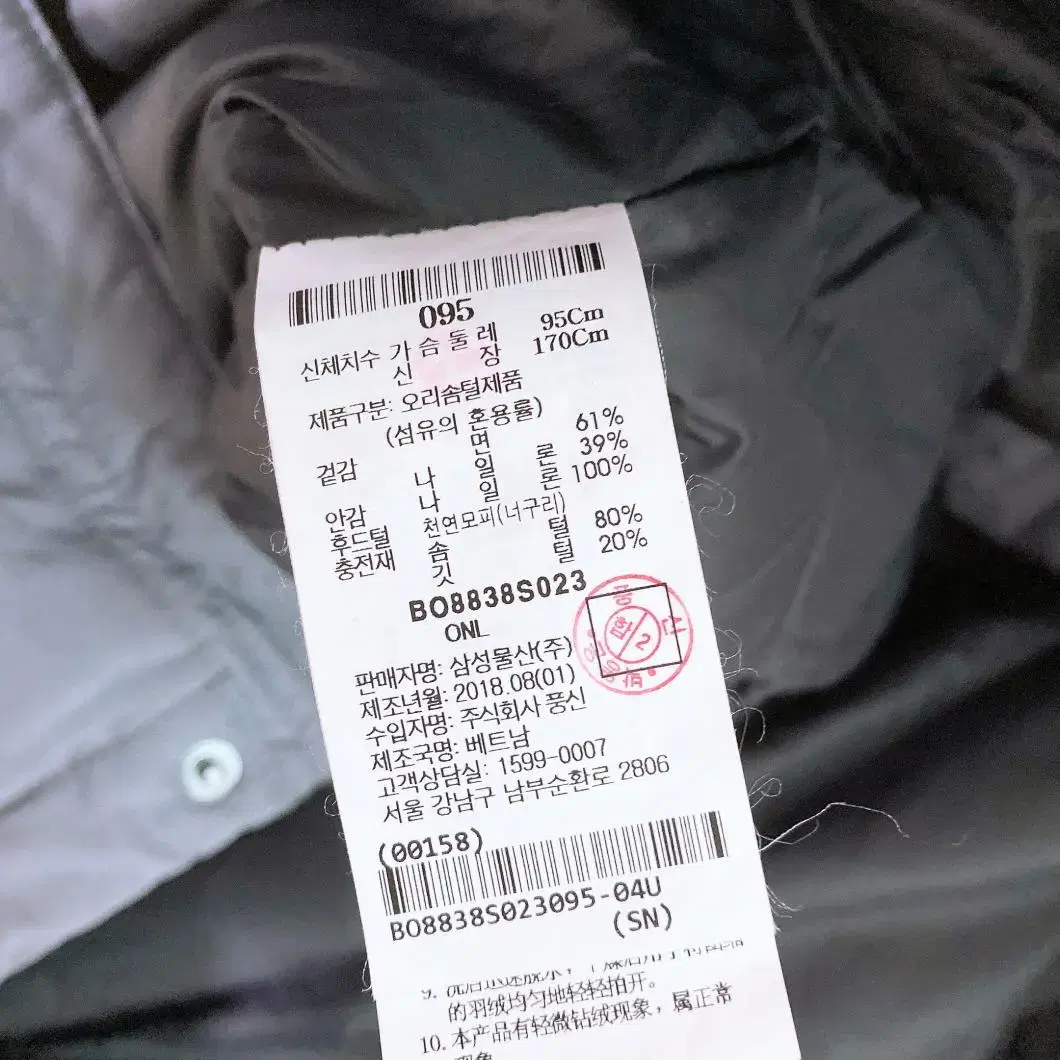 095
신체치수 가 슴 둘 레 95Cm
신 장 170Cm
제품구분: 오리솜털제품
(섬유의 혼용률)
겉감 면 61%
나 일 론 39%
안감 나 일 론 100%
후드털 천연모피(너구리)
충전재 솜 털 80%
깃 털 20%
BO8838S023
ONL
판매자명: 삼성물산(주)
제조년월: 2018.08(01)
수입자명: 주식회사 풍신
제조국명: 베트남
고객상담실: 1599-0007
서울 강남구 남부순환로 2806
(00158)
BO8838S023095-04U
(SN)
9.
的羽绒均匀地轻轻拍开。
10. 本产品有轻微钻绒现象，属正常